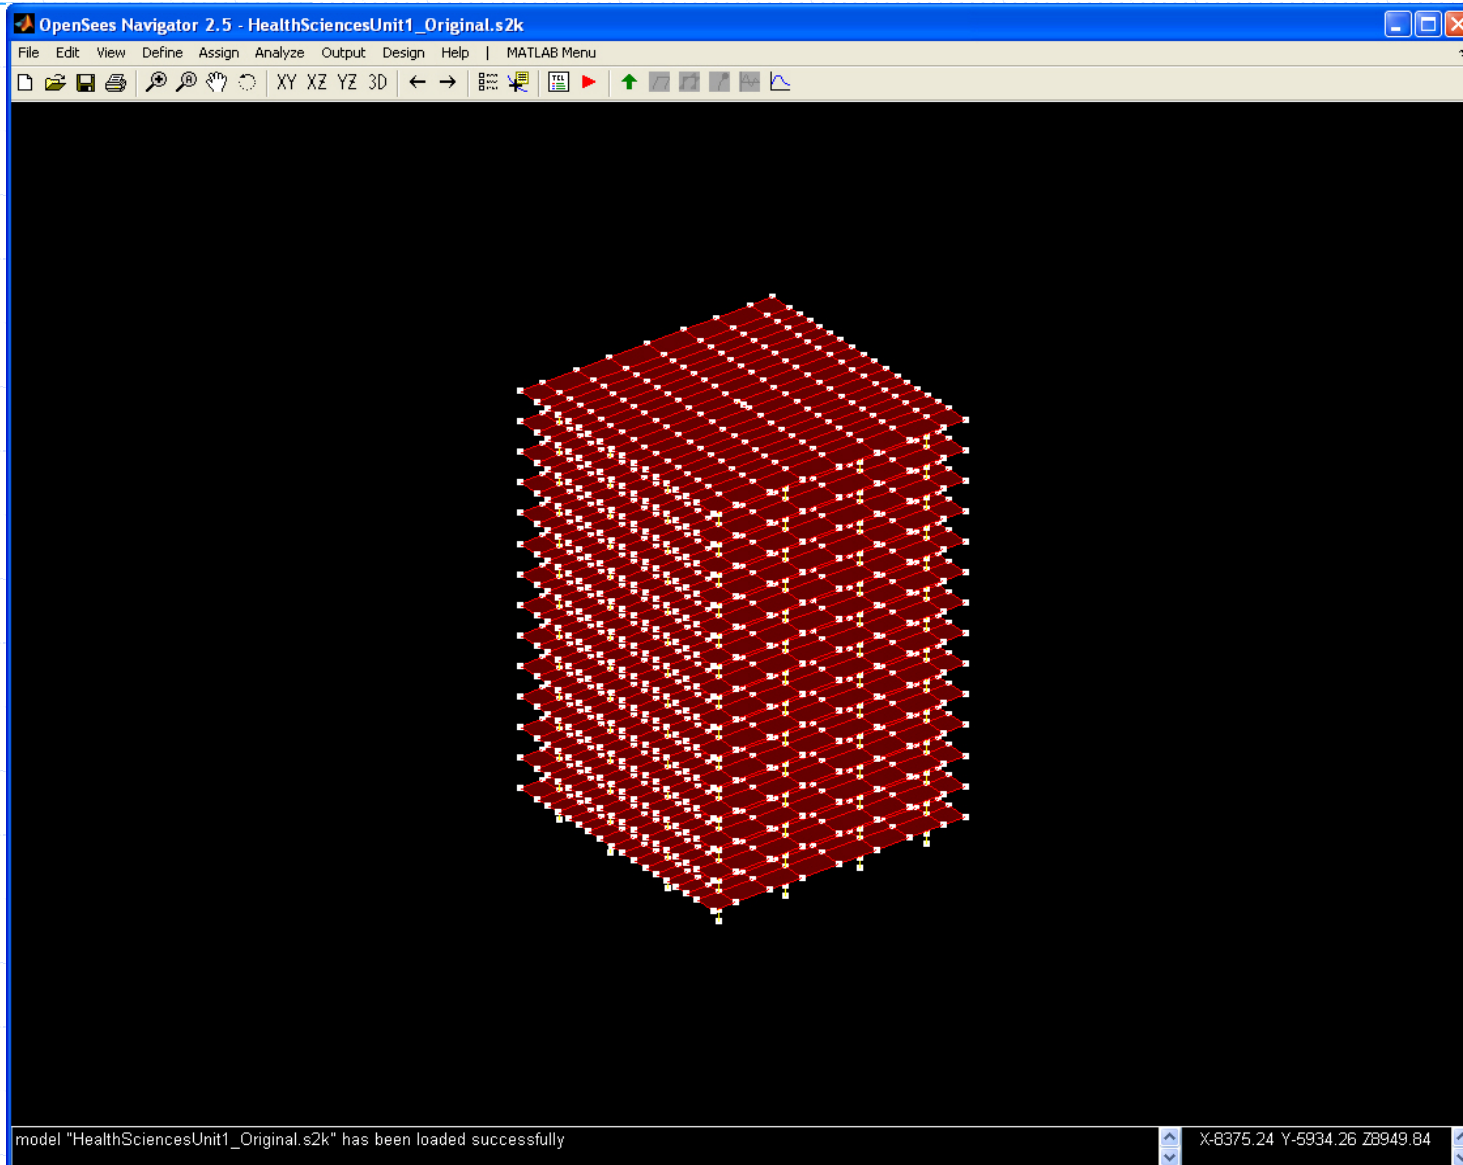 OpenSees Navigator 2.5 - HealthSciencesUnit1_Original.s2k
File Edit View Define Assign Analyze Output Design Help | MATLAB Menu
XY XZ YZ 3D TCL
model "HealthSciencesUnit1_Original.s2k" has been loaded successfully
X-8375.24 Y-5934.26 Z8949.84